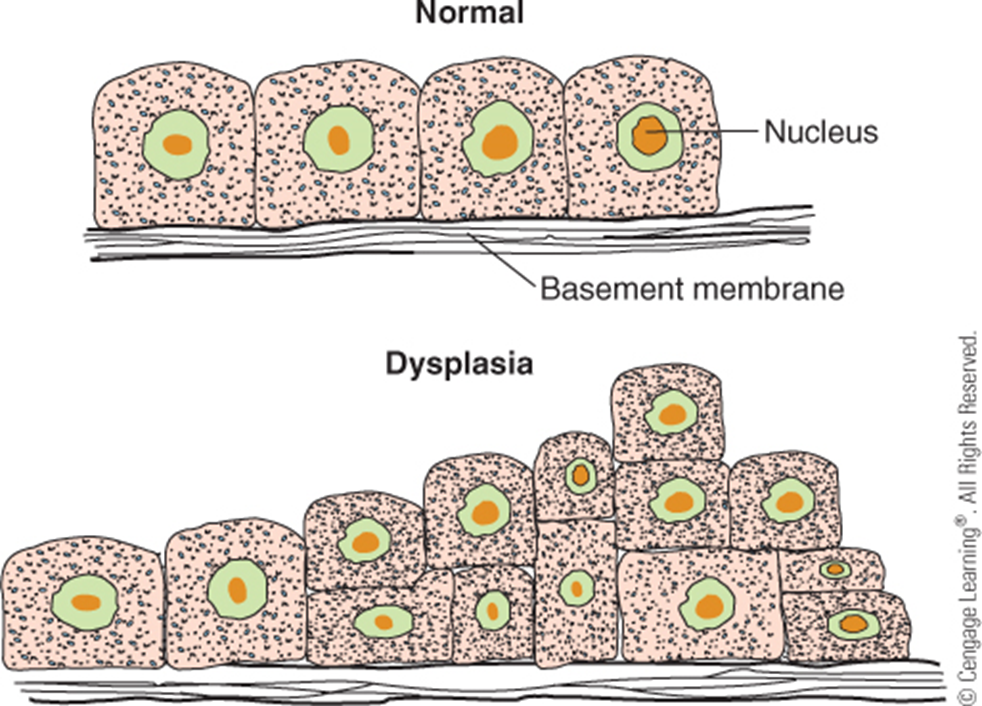 Normal
Nucleus
Basement membrane
Dysplasia
© Cengage Learning®. All Rights Reserved.